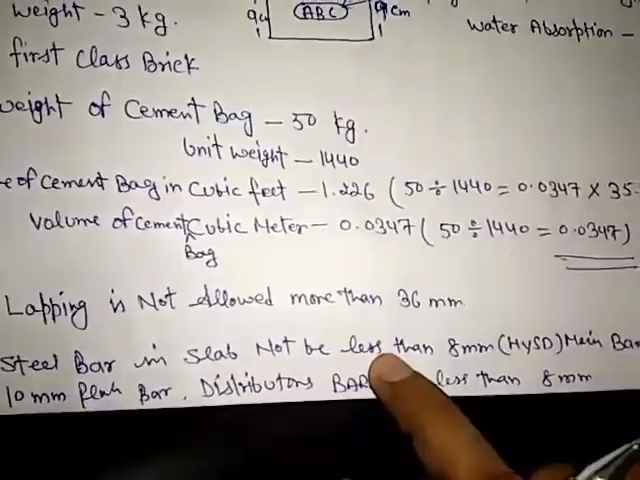 weight - 3 kg.
9cm ABC 9cm
Water Absorption -
first Class Brick
weight of Cement Bag - 50 kg.
Unit weight - 1440
e of Cement Bag in Cubic feet - 1.226 (50 ÷ 1440 = 0.0347 X 35.
Volume of Cement Bag Cubic Meter - 0.0347 (50 ÷ 1440 = 0.0347)
Lapping is Not Allowed more than 36 mm
Steel Bar in Slab Not be less than 8mm (HYSD) Main Bar
10 mm Bar. Distributors BAR less than 8mm